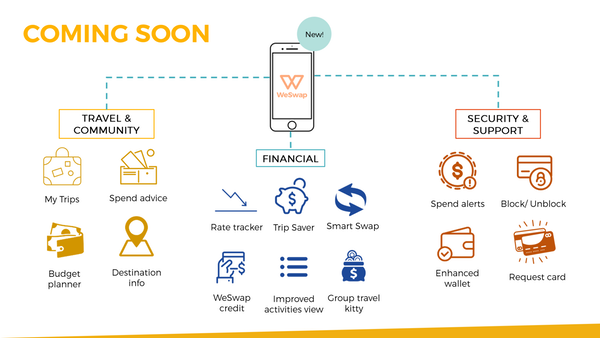 COMING SOON
New!
WeSwap
TRAVEL &
COMMUNITY
My Trips
Spend advice
Budget
planner
Destination
info
FINANCIAL
Rate tracker
Trip Saver
Smart Swap
WeSwap
credit
Improved
activities view
Group travel
kitty
SECURITY &
SUPPORT
Spend alerts
Block/ Unblock
Enhanced
wallet
Request card